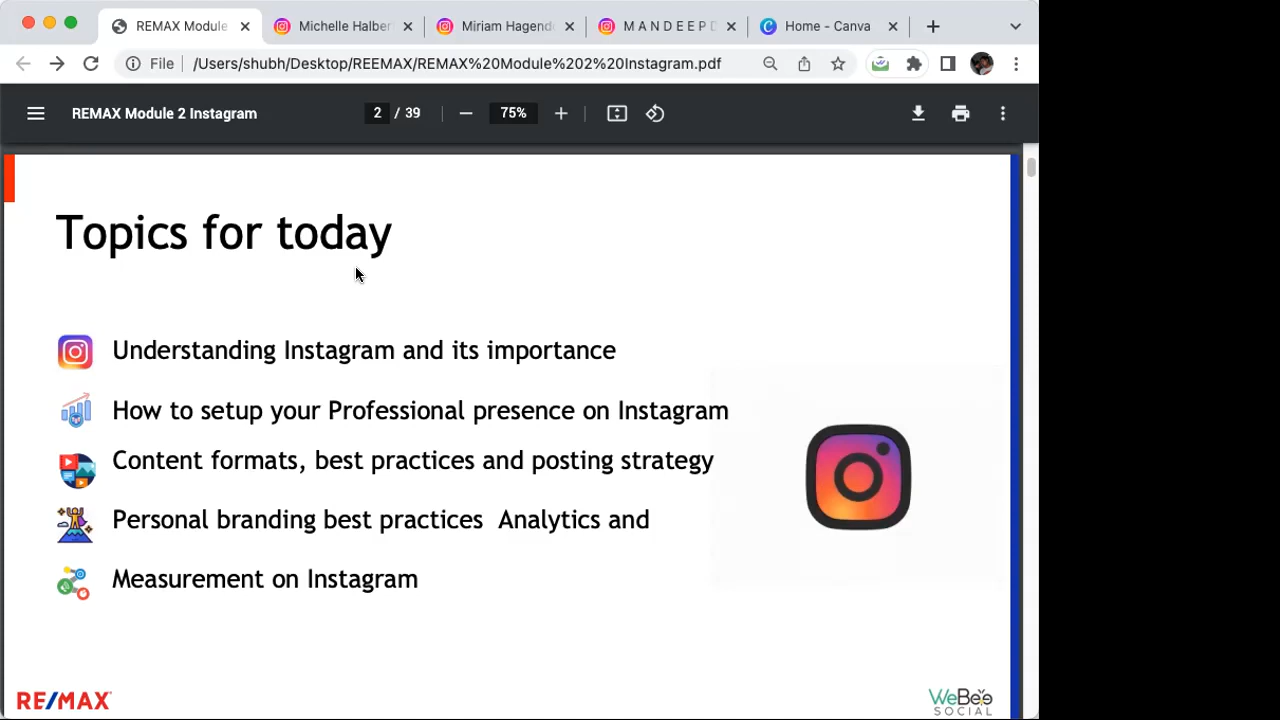 REMAX Module
Michelle Halber
Miriam Hagend
M A N D E E P D
Home - Canva
File
/Users/shubh/Desktop/REEMAX/REMAX%20Module%202%20Instagram.pdf
REMAX Module 2 Instagram
2 / 39
75%
Topics for today
Understanding Instagram and its importance
How to setup your Professional presence on Instagram
Content formats, best practices and posting strategy
Personal branding best practices Analytics and
Measurement on Instagram
RE/MAX
WeBee
SOCIAL